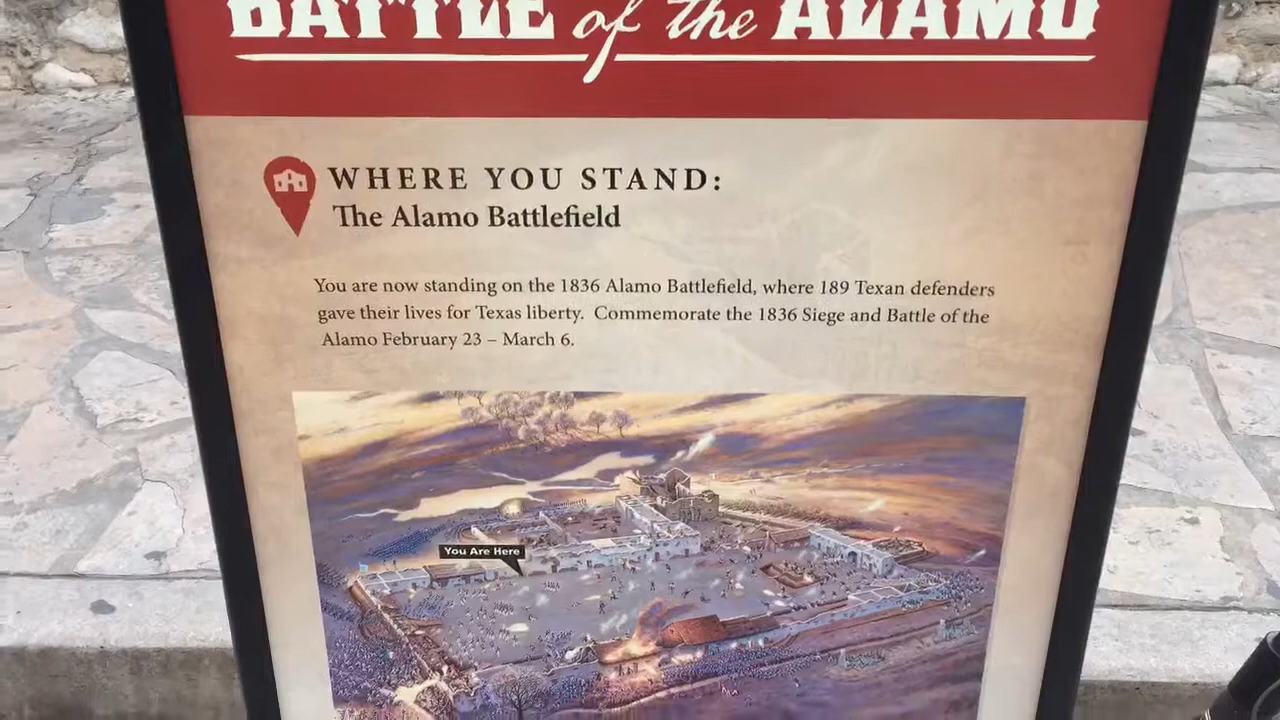 BATTLE of the ALAMO
WHERE YOU STAND:
The Alamo Battlefield
You are now standing on the 1836 Alamo Battlefield, where 189 Texan defenders
gave their lives for Texas liberty. Commemorate the 1836 Siege and Battle of the
Alamo February 23 – March 6.
You Are Here